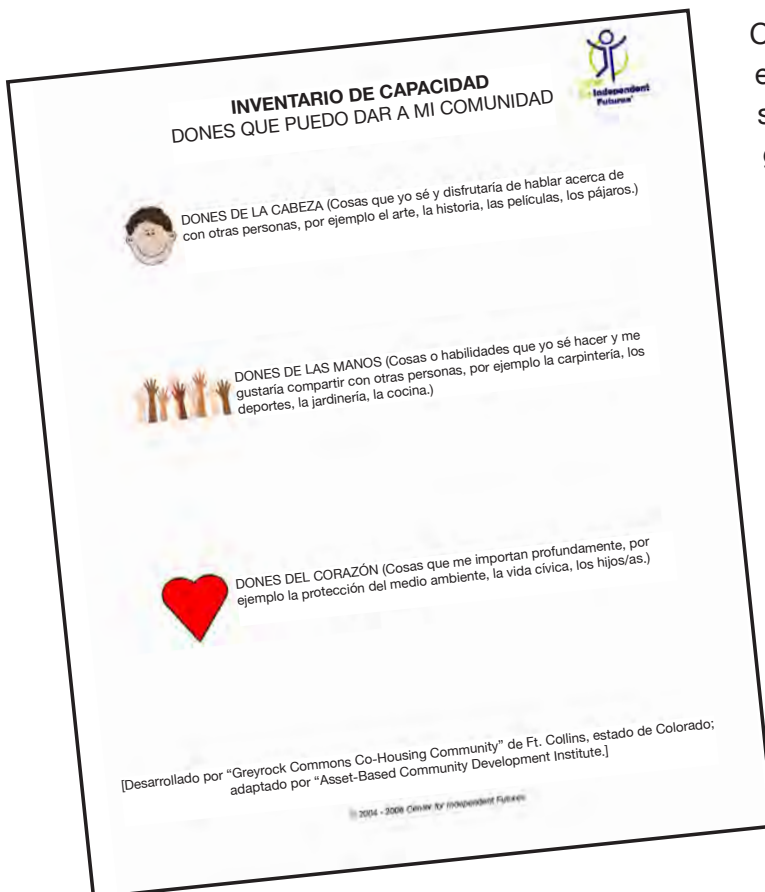 INVENTARIO DE CAPACIDAD
DONES QUE PUEDO DAR A MI COMUNIDAD
Independent
Futures
DONES DE LA CABEZA (Cosas que yo sé y disfrutaría de hablar acerca de
con otras personas, por ejemplo el arte, la historia, las películas, los pájaros.)
DONES DE LAS MANOS (Cosas o habilidades que yo sé hacer y me
gustaría compartir con otras personas, por ejemplo la carpintería, los
deportes, la jardinería, la cocina.)
DONES DEL CORAZÓN (Cosas que me importan profundamente, por
ejemplo la protección del medio ambiente, la vida cívica, los hijos/as.)
[Desarrollado por “Greyrock Commons Co-Housing Community” de Ft. Collins, estado de Colorado;
adaptado por “Asset-Based Community Development Institute.]
2004 - 2008 Center for Independent Futures